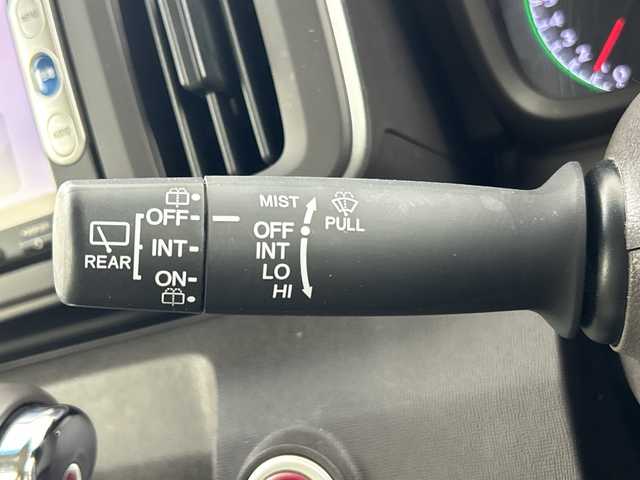 OFF
INT
ON
REAR
MIST
OFF
INT
LO
HI
PULL